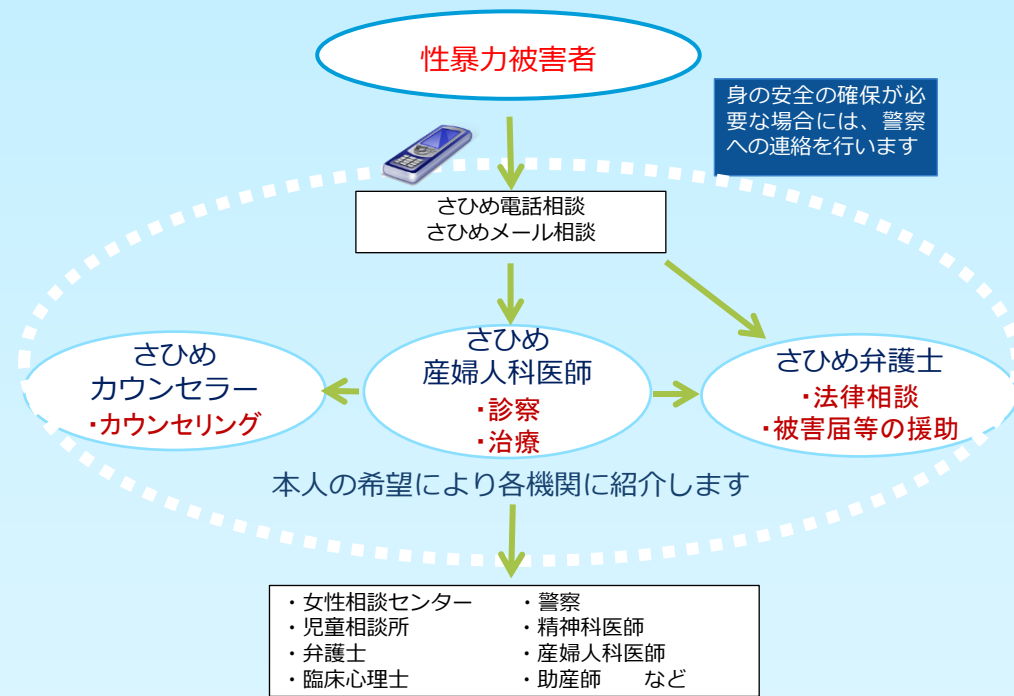 性暴力被害者
身の安全の確保が必
要な場合には、警察
への連絡を行います
さひめ電話相談
さひめメール相談
さひめ
カウンセラー
・カウンセリング
さひめ
産婦人科医師
・診察
・治療
さひめ弁護士
・法律相談
・被害届等の援助
本人の希望により各機関に紹介します
・女性相談センター ・警察
・児童相談所 ・精神科医師
・弁護士 ・産婦人科医師
・臨床心理士 ・助産師 など